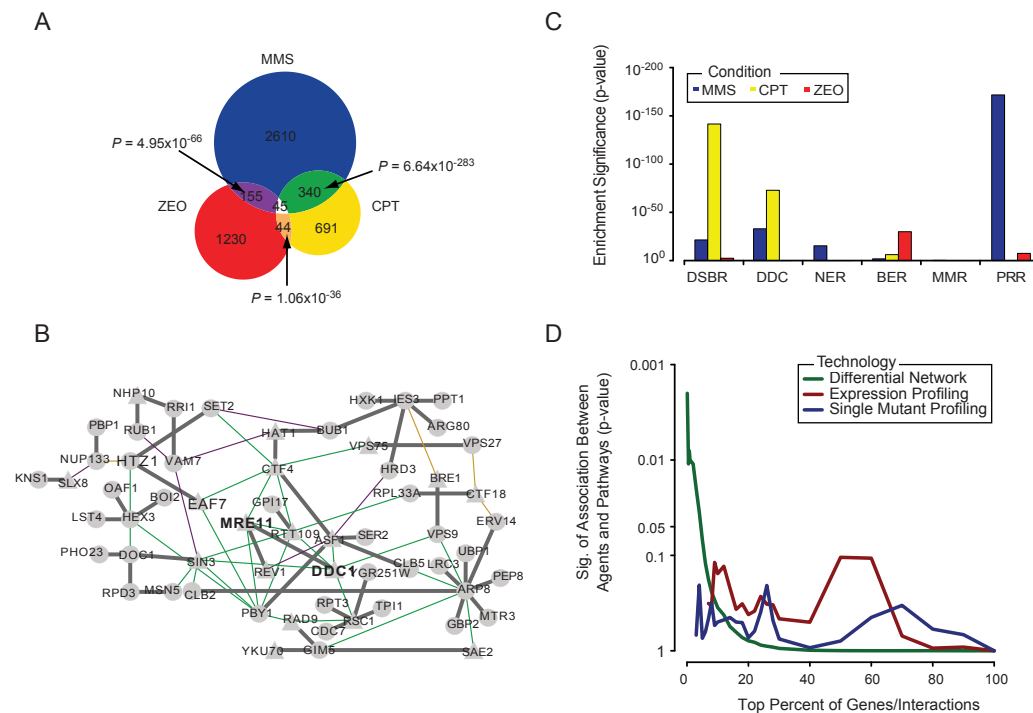 A
MMS
2610
P = 4.95x10-66
P = 6.64x10-283
155
340
45
ZEO
CPT
44
1230
691
P = 1.06x10-36
B
NHP10
RRI1
SET2
HXK1
IES3
PPT1
PBP1
RUB1
HAT1
BUB1
ARG80
NUP133
HTZ1
VAM7
VPS75
VPS27
KNS1
SLX8
CTF4
HRD3
BRE1
OAF1
BOI2
EAF7
GPI17
RPL33A
CTF18
LST4
HEX3
MRE11
RTT109
ASF1
SER2
VPS9
ERV14
PHO23
DOC1
SIN3
REV1
DDC1
YGR251W
CLB5
LRC3
UBP1
RPD3
MSN5
CLB2
ARP8
PEP8
PBY1
RPT3
TPI1
RAD9
RSC1
MTR3
CDC7
GBP2
YKU70
GIM5
SAE2
C
Enrichment Significance (p-value)
10-200
10-150
10-100
10-50
100
Condition
MMS CPT ZEO
DSBR DDC NER BER MMR PRR
D
Sig. of Association Between
Agents and Pathways (p-value)
0.001
0.01
0.05
0.1
1
Technology
Differential Network
Expression Profiling
Single Mutant Profiling
0 20 40 60 80 100
Top Percent of Genes/Interactions